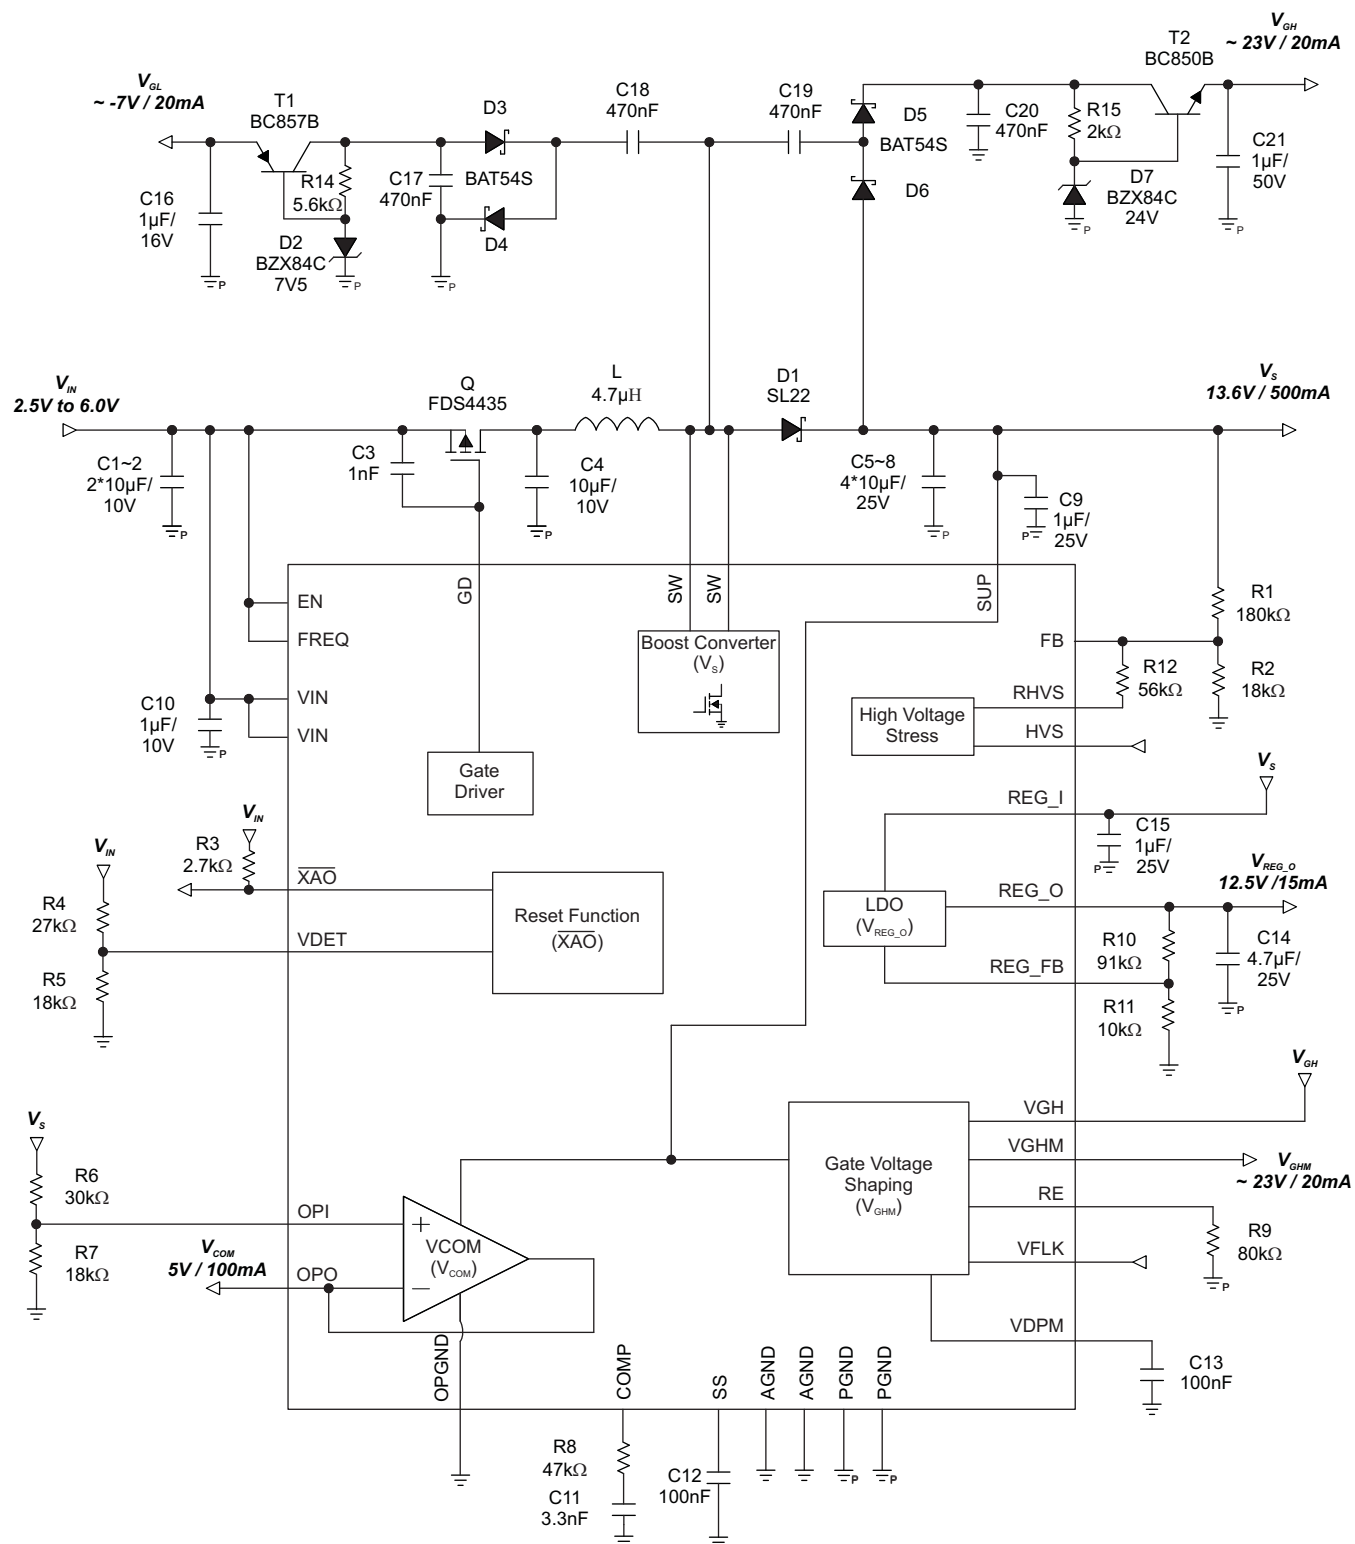 V_GH
~ 23V / 20mA
T2
BC850B
V_GL
~ -7V / 20mA
T1
BC857B
D3
C18
470nF
C19
470nF
D5
BAT54S
C20
470nF
R15
2kΩ
C21
1µF/
50V
C16
1µF/
16V
R14
5.6kΩ
C17
470nF
BAT54S
D4
D6
D7
BZX84C
24V
D2
BZX84C
7V5
P
P
P
P
P
V_IN
2.5V to 6.0V
Q
FDS4435
L
4.7µH
D1
SL22
V_S
13.6V / 500mA
C1~2
2*10µF/
10V
P
C3
1nF
C4
10µF/
10V
P
C5~8
4*10µF/
25V
P
C9
1µF/
25V
P
GD
SW
SW
SUP
EN
FREQ
VIN
VIN
C10
1µF/
10V
P
Boost Converter
(V_S)
Gate
Driver
FB
R1
180kΩ
R12
56kΩ
R2
18kΩ
RHVS
HVS
High Voltage
Stress
V_S
REG_I
C15
1µF/
25V
P
V_IN
R3
2.7kΩ
V_IN
XAO
R4
27kΩ
VDET
R5
18kΩ
Reset Function
(XAO)
LDO
(V_REG_O)
REG_O
V_REG_O
12.5V /15mA
R10
91kΩ
C14
4.7µF/
25V
P
REG_FB
R11
10kΩ
V_GH
VGH
VGHM
V_GHM
~ 23V / 20mA
RE
R9
80kΩ
P
VFLK
VDPM
C13
100nF
Gate Voltage
Shaping
(V_GHM)
V_S
R6
30kΩ
OPI
R7
18kΩ
V_COM
5V / 100mA
OPO
+
VCOM
(V_COM)
−
OPGND
COMP
SS
AGND
AGND
PGND
PGND
R8
47kΩ
C11
3.3nF
C12
100nF
P
P